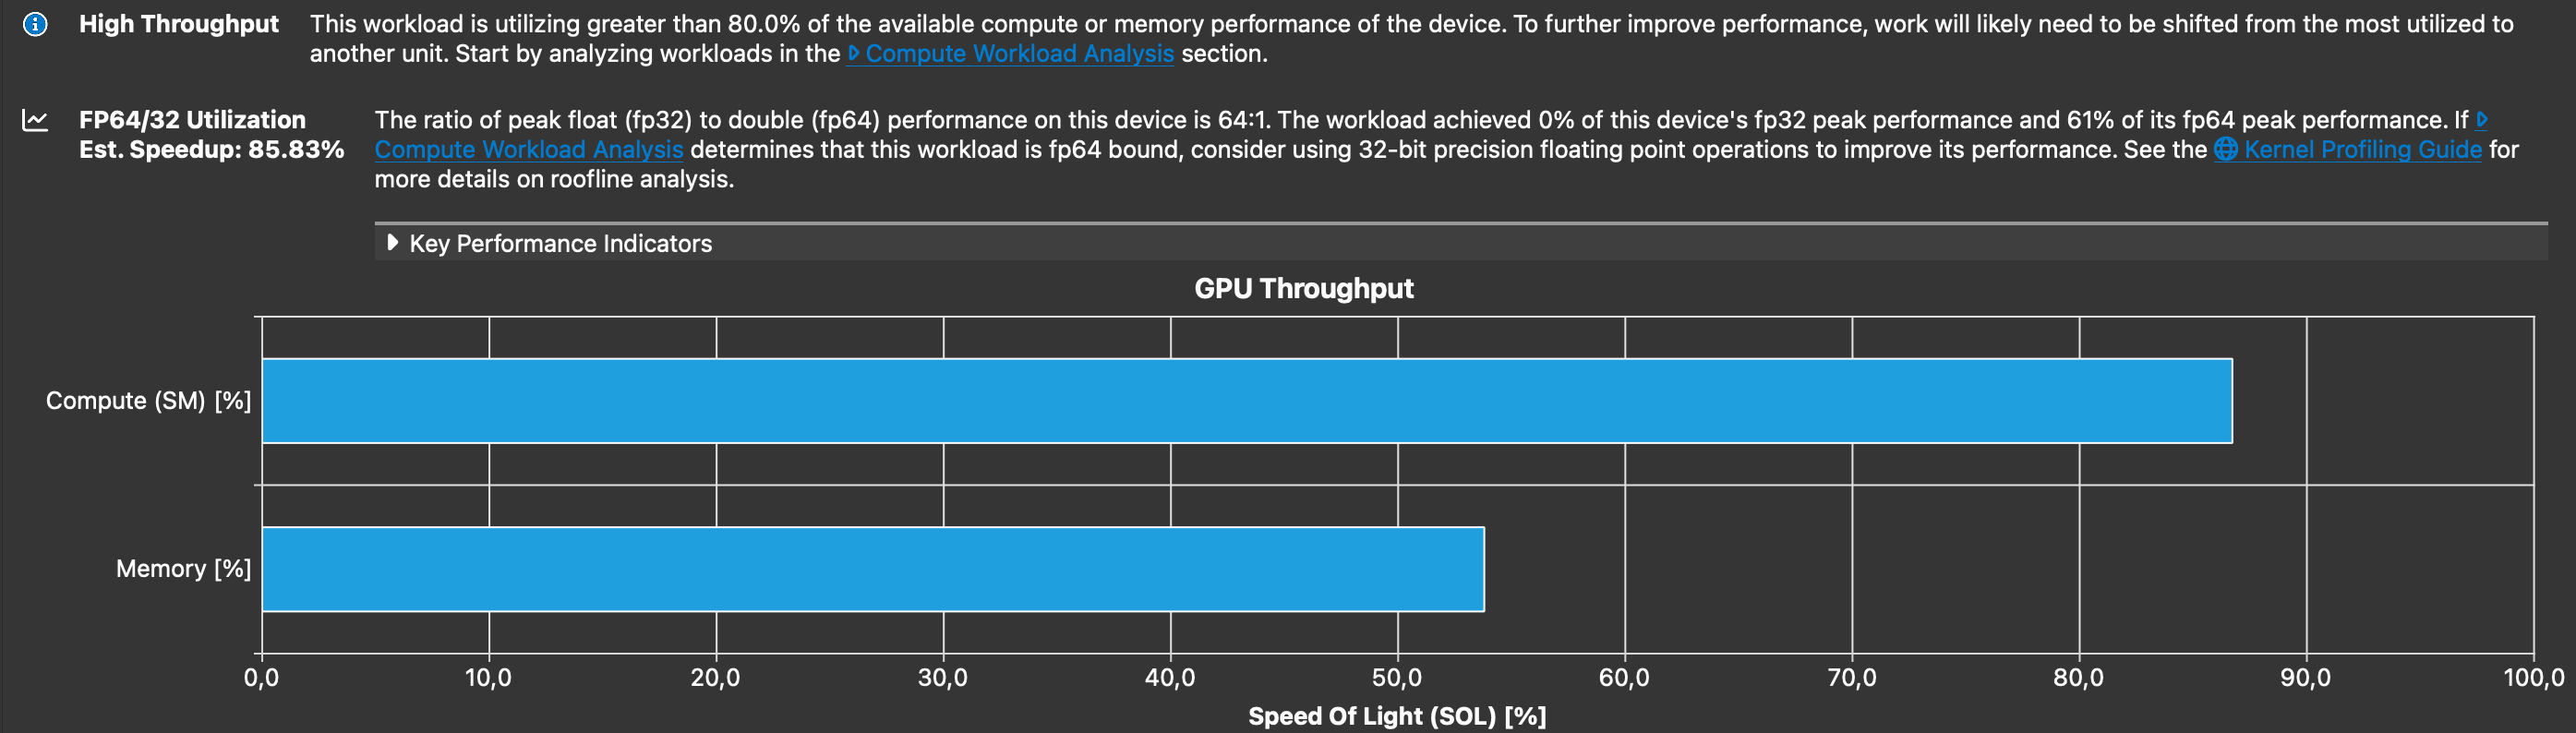 High Throughput This workload is utilizing greater than 80.0% of the available compute or memory performance of the device. To further improve performance, work will likely need to be shifted from the most utilized to
another unit. Start by analyzing workloads in the Compute Workload Analysis section.
FP64/32 Utilization The ratio of peak float (fp32) to double (fp64) performance on this device is 64:1. The workload achieved 0% of this device's fp32 peak performance and 61% of its fp64 peak performance. If
Est. Speedup: 85.83% Compute Workload Analysis determines that this workload is fp64 bound, consider using 32-bit precision floating point operations to improve its performance. See the Kernel Profiling Guide for
more details on roofline analysis.
Key Performance Indicators
GPU Throughput
Compute (SM) [%]
Memory [%]
0,0 10,0 20,0 30,0 40,0 50,0 60,0 70,0 80,0 90,0 100,0
Speed Of Light (SOL) [%]